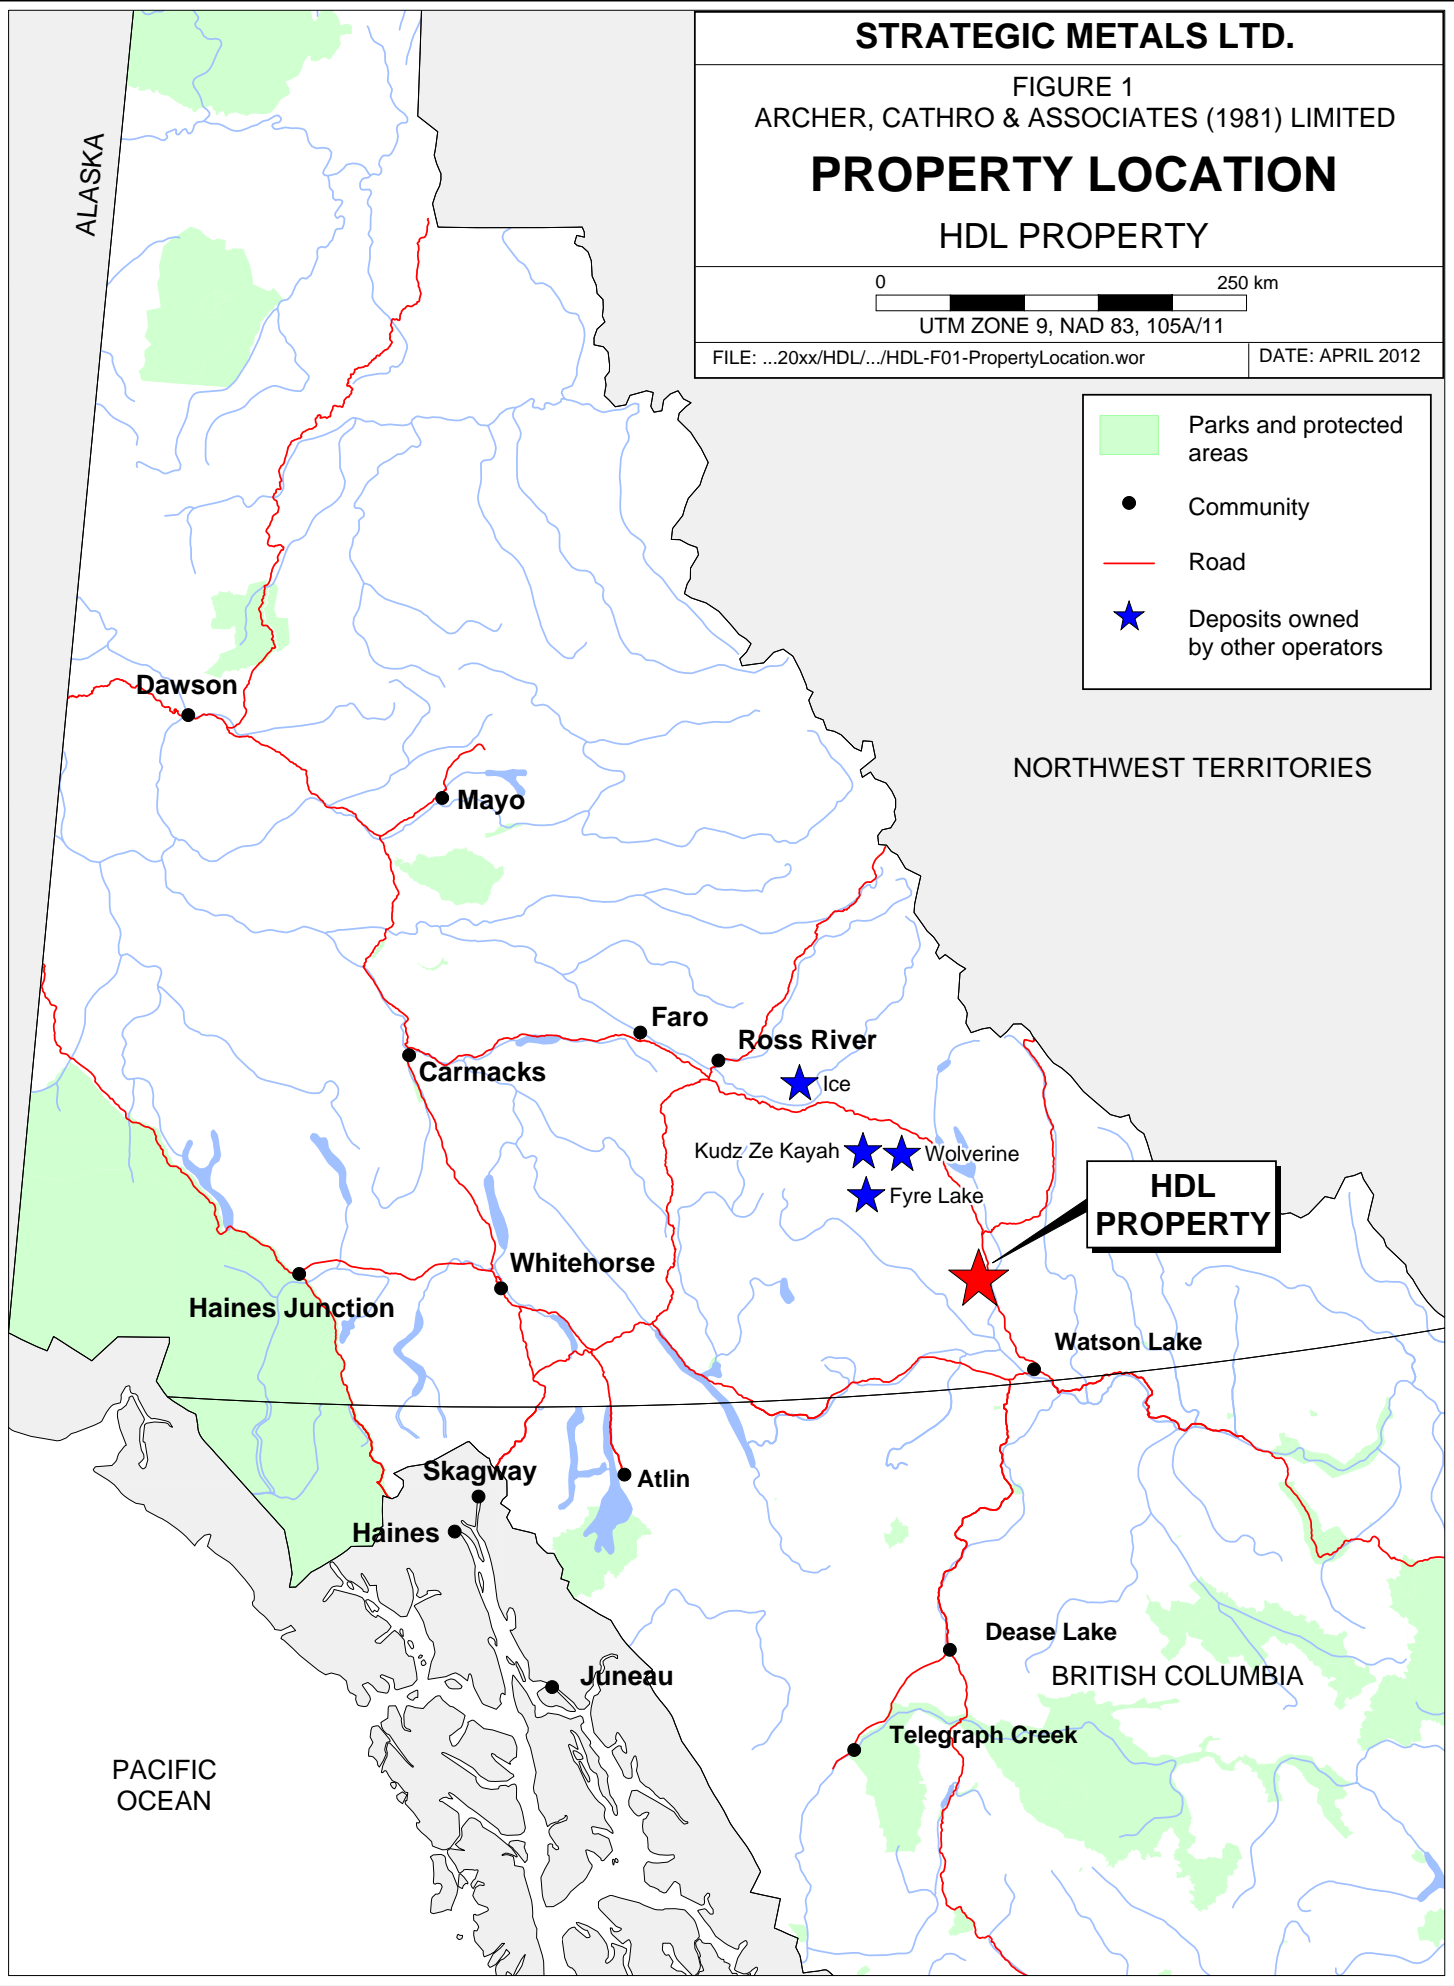 STRATEGIC METALS LTD.
FIGURE 1
ARCHER, CATHRO & ASSOCIATES (1981) LIMITED
PROPERTY LOCATION
HDL PROPERTY
0 250 km
UTM ZONE 9, NAD 83, 105A/11
FILE: ...20xx/HDL/.../HDL-F01-PropertyLocation.wor
DATE: APRIL 2012
Parks and protected
areas
Community
Road
Deposits owned
by other operators
ALASKA
Dawson
NORTHWEST TERRITORIES
Mayo
Faro
Ross River
Carmacks
Ice
Kudz Ze Kayah
Wolverine
Fyre Lake
HDL
PROPERTY
Whitehorse
Haines Junction
Watson Lake
Skagway
Atlin
Haines
Dease Lake
BRITISH COLUMBIA
Juneau
Telegraph Creek
PACIFIC
OCEAN